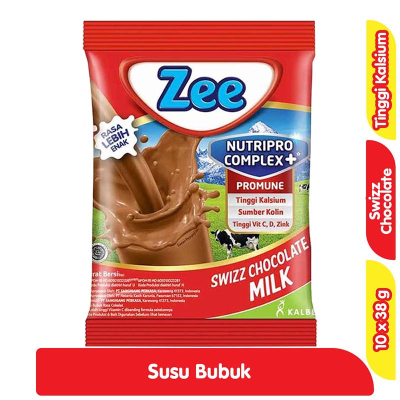 Zee
RASA
LEBIH
ENAK
NUTRIPRO
COMPLEX+
PROMUNE
Tinggi Kalsium
Sumber Kolin
Tinggi Vit C, D, Zink
SWIZZ CHOCOLATE
MILK
KALBE
Tinggi Kalsium
Swizz
Chocolate
10 x 38 g
Susu Bubuk